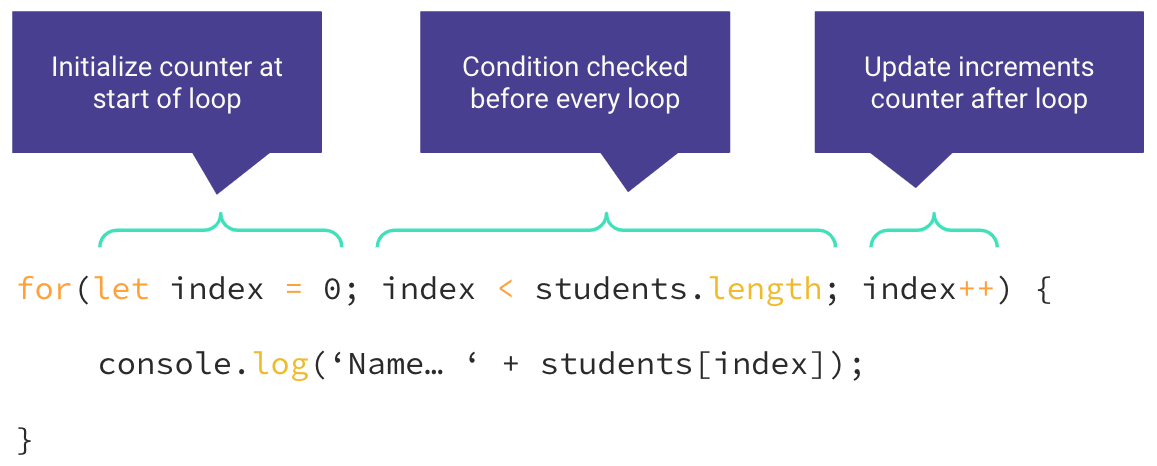 Initialize counter at
start of loop
Condition checked
before every loop
Update increments
counter after loop
for(let index = 0; index < students.length; index++) {
console.log(‘Name… ‘ + students[index]);
}